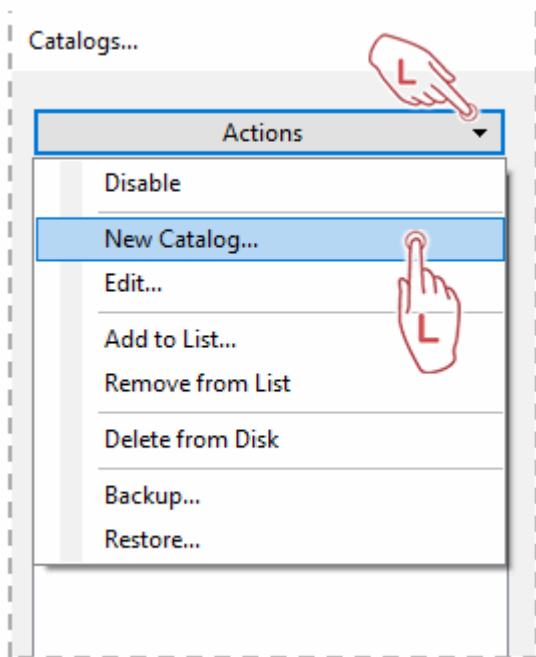 Catalogs...
L
Actions
Disable
New Catalog...
Edit...
L
Add to List...
Remove from List
Delete from Disk
Backup...
Restore...